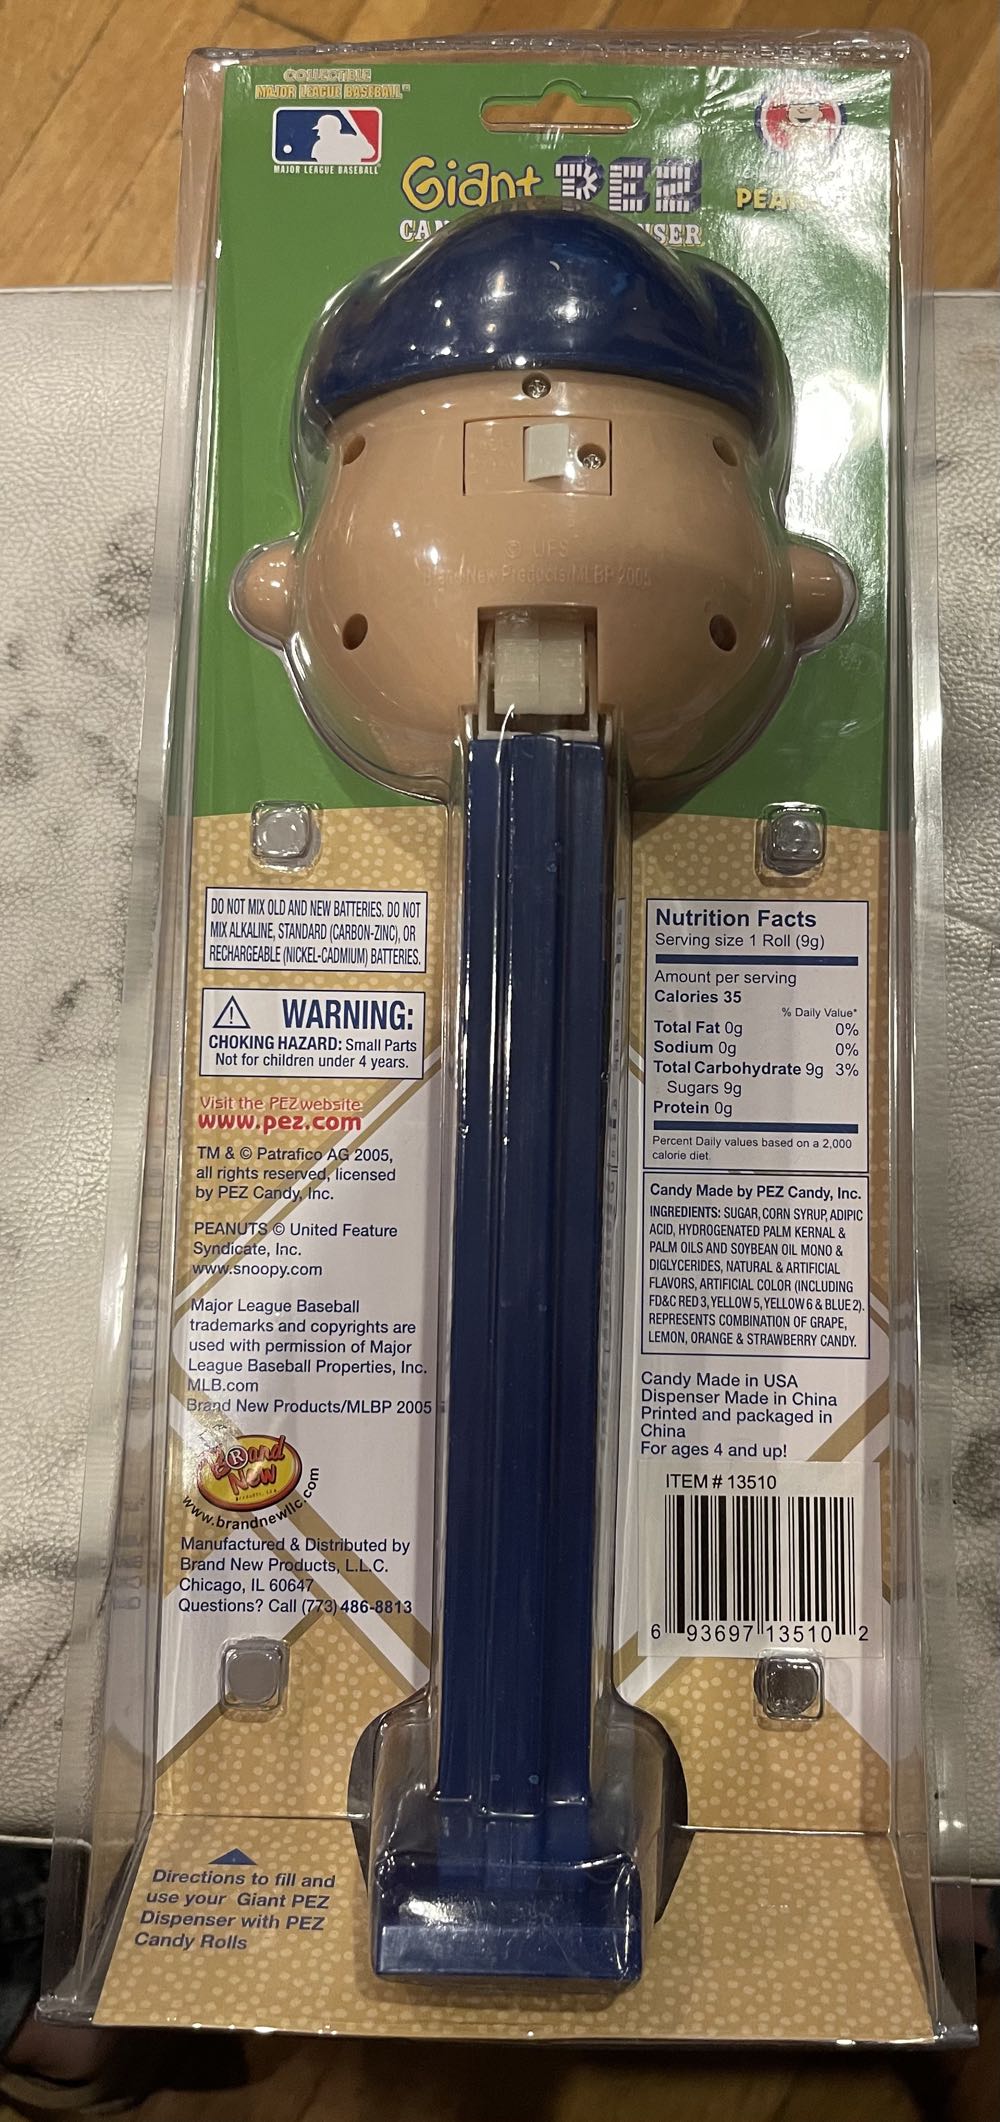 COLLECTIBLE
MAJOR LEAGUE BASEBALL™
MAJOR LEAGUE BASEBALL
Giant PEZ
© UFS
Brand New Products/MLBP 2005
DO NOT MIX OLD AND NEW BATTERIES. DO NOT
MIX ALKALINE, STANDARD (CARBON-ZINC), OR
RECHARGEABLE (NICKEL-CADMIUM) BATTERIES.
WARNING:
CHOKING HAZARD: Small Parts
Not for children under 4 years.
Visit the PEZ website
www.pez.com
TM & © Patrafico AG 2005,
all rights reserved, licensed
by PEZ Candy, Inc.
PEANUTS © United Feature
Syndicate, Inc.
www.snoopy.com
Major League Baseball
trademarks and copyrights are
used with permission of Major
League Baseball Properties, Inc.
MLB.com
Brand New Products/MLBP 2005
Brand
New
PRODUCTS, LLC
www.brandnewllc.com
Manufactured & Distributed by
Brand New Products, L.L.C.
Chicago, IL 60647
Questions? Call (773) 486-8813
Nutrition Facts
Serving size 1 Roll (9g)
Amount per serving
Calories 35
% Daily Value*
Total Fat 0g 0%
Sodium 0g 0%
Total Carbohydrate 9g 3%
Sugars 9g
Protein 0g
Percent Daily values based on a 2,000
calorie diet.
Candy Made by PEZ Candy, Inc.
INGREDIENTS: SUGAR, CORN SYRUP, ADIPIC
ACID, HYDROGENATED PALM KERNAL &
PALM OILS AND SOYBEAN OIL MONO &
DIGLYCERIDES, NATURAL & ARTIFICIAL
FLAVORS, ARTIFICIAL COLOR (INCLUDING
FD&C RED 3, YELLOW 5, YELLOW 6 & BLUE 2).
REPRESENTS COMBINATION OF GRAPE,
LEMON, ORANGE & STRAWBERRY CANDY.
Candy Made in USA
Dispenser Made in China
Printed and packaged in
China
For ages 4 and up!
ITEM # 13510
6 93697 13510 2
Directions to fill and
use your Giant PEZ
Dispenser with PEZ
Candy Rolls